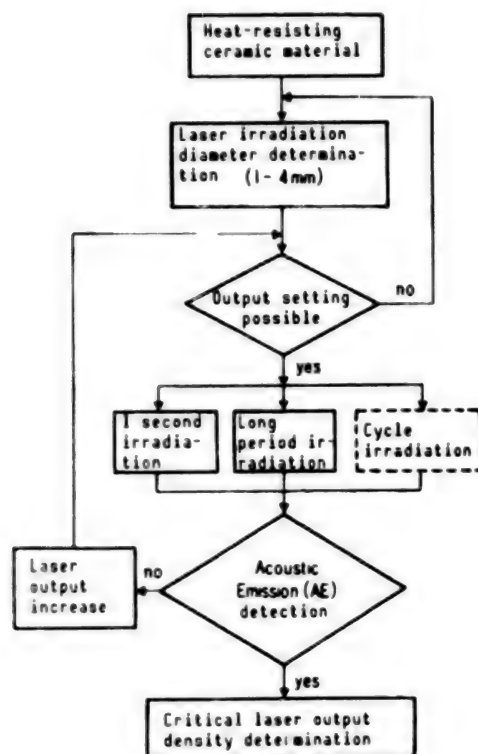 Heat-resisting
ceramic material
Laser irradiation
diameter determina-
tion (1-4mm)
Output setting
possible
no
yes
1 second
irradia-
tion
Long
period ir-
radiation
Cycle
irradiation
Laser
output
increase
no
Acoustic
Emission(AE)
detection
yes
Critical laser output
density determination